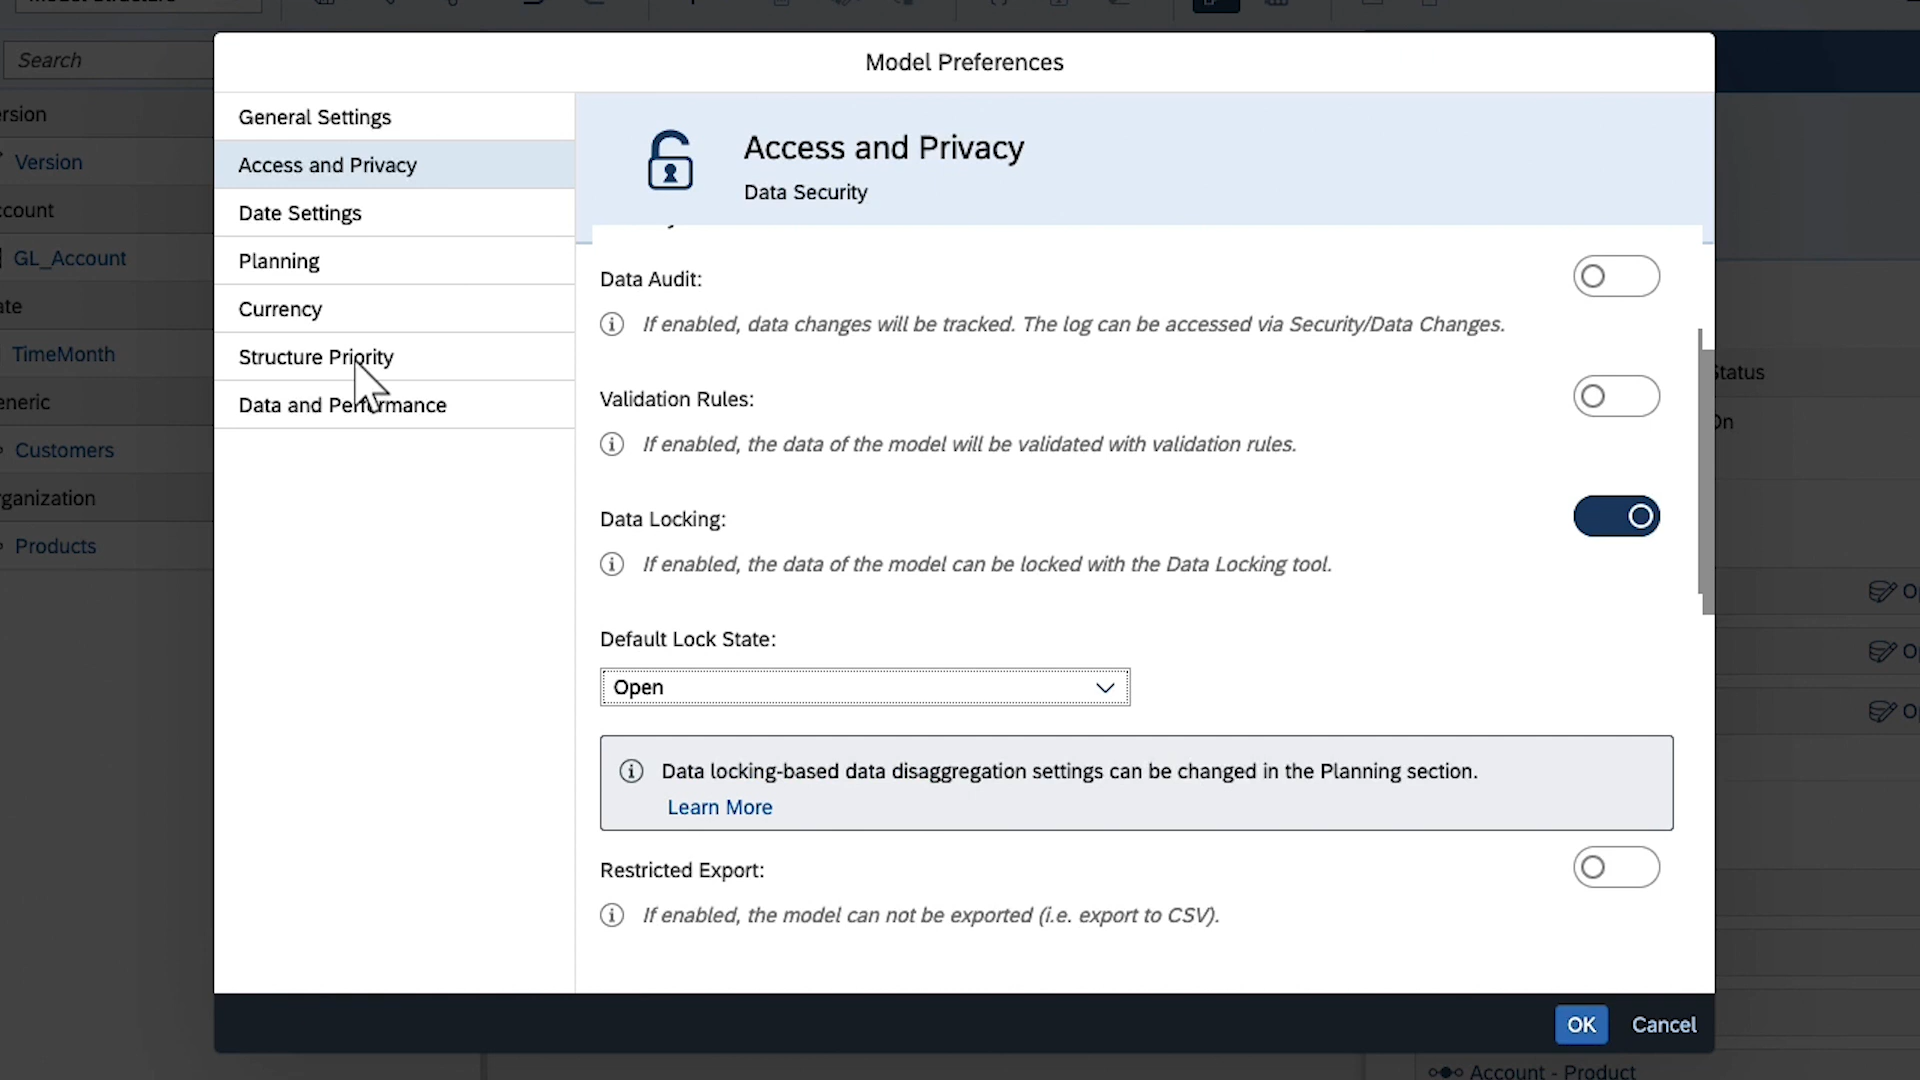 Search
Model Preferences
General Settings
Access and Privacy
Date Settings
Planning
Currency
Structure Priority
Data and Performance
Access and Privacy
Data Security
Data Audit:
If enabled, data changes will be tracked. The log can be accessed via Security/Data Changes.
Validation Rules:
If enabled, the data of the model will be validated with validation rules.
Data Locking:
If enabled, the data of the model can be locked with the Data Locking tool.
Default Lock State:
Open
Data locking-based data disaggregation settings can be changed in the Planning section.
Learn More
Restricted Export:
If enabled, the model can not be exported (i.e. export to CSV).
OK Cancel
ersion
Version
ccount
GL_Account
ate
TimeMonth
eneric
Customers
ganization
Products
Status
On
Account - Product